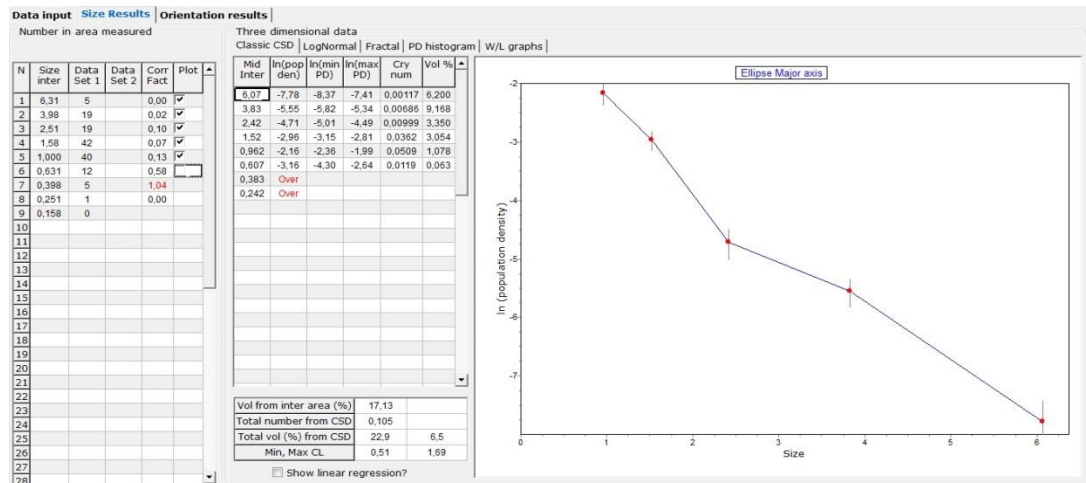 Data input Size Results Orientation results
Number in area measured
N Size inter Data Set 1 Data Set 2 Corr Fact Plot
1 6,31 5 0,00
2 3,98 19 0,02
3 2,51 19 0,10
4 1,58 42 0,07
5 1,000 40 0,13
6 0,631 12 0,58
7 0,398 5 1,04
8 0,251 1 0,00
9 0,158 0
10
11
12
13
14
15
16
17
18
19
20
21
22
23
24
25
26
27
28
Three dimensional data
Classic CSD LogNormal Fractal PD histogram W/L graphs
Mid Inter ln(pop den) ln(min PD) ln(max PD) Cry num Vol %
6,07 -7,78 -8,37 -7,41 0,00117 6,200
3,83 -5,55 -5,82 -5,34 0,00686 9,168
2,42 -4,71 -5,01 -4,49 0,00999 3,350
1,52 -2,96 -3,15 -2,81 0,0362 3,054
0,962 -2,16 -2,36 -1,99 0,0509 1,078
0,607 -3,16 -4,30 -2,64 0,0119 0,063
0,383 Over
0,242 Over
Vol from inter area (%) 17,13
Total number from CSD 0,105
Total vol (%) from CSD 22,9 6,5
Min, Max CL 0,51 1,69
Show linear regression?
Ellipse Major axis
ln (population density)
-2
-3
-4
-5
-6
-7
0 1 2 3 4 5 6
Size